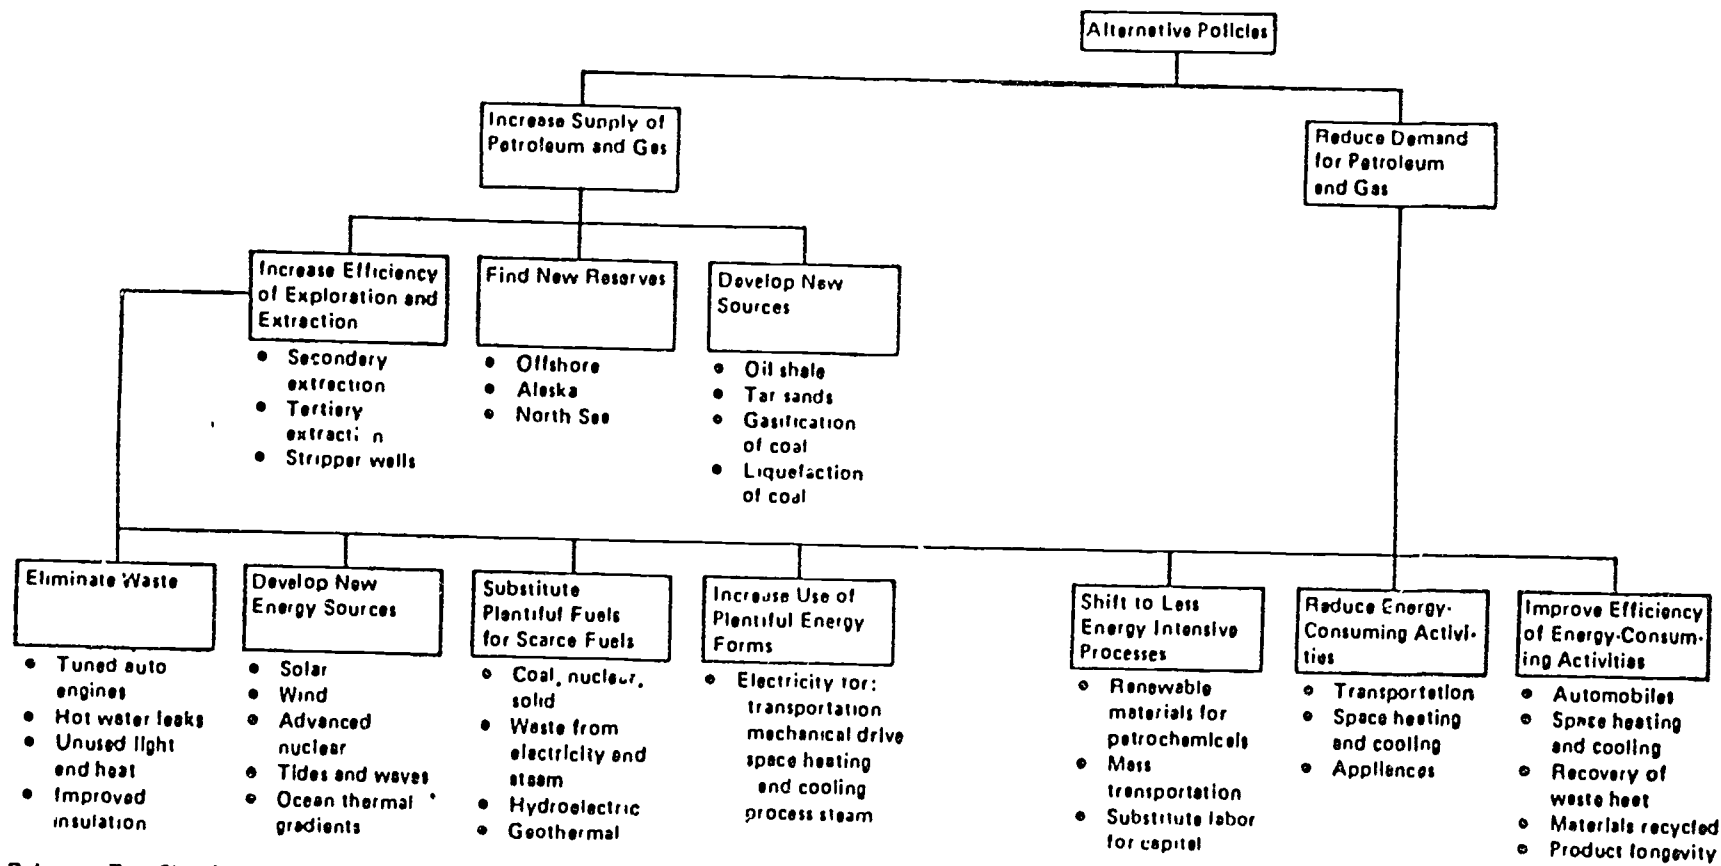 Alternative Policies
Increase Supply of
Petroleum and Gas
Reduce Demand
for Petroleum
and Gas
Increase Efficiency
of Exploration and
Extraction
• Secondary
extraction
• Tertiary
extracti n
• Stripper wells
Find New Reserves
• Offshore
• Alaska
• North Sea
Develop New
Sources
• Oil shale
• Tar sands
• Gasification
of coal
• Liquefaction
of coal
Eliminate Waste
• Tuned auto
engines
• Hot water leaks
• Unused light
and heat
• Improved
insulation
Develop New
Energy Sources
• Solar
• Wind
• Advanced
nuclear
• Tides and waves
• Ocean thermal
gradients
Substitute
Plentiful Fuels
for Scarce Fuels
• Coal, nuclear,
solid
• Waste from
electricity and
steam
• Hydroelectric
• Geothermal
Increase Use of
Plentiful Energy
Forms
• Electricity for:
transportation
mechanical drive
space heating
and cooling
process steam
Shift to Less
Energy Intensive
Processes
• Renewable
materials for
petrochemicals
• Mass
transportation
• Substitute labor
for capital
Reduce Energy-
Consuming Activi-
ties
• Transportation
• Space heating
and cooling
• Appliances
Improve Efficiency
of Energy-Consum-
ing Activities
• Automobiles
• Space heating
and cooling
• Recovery of
waste heat
• Materials recycled
• Product longevity